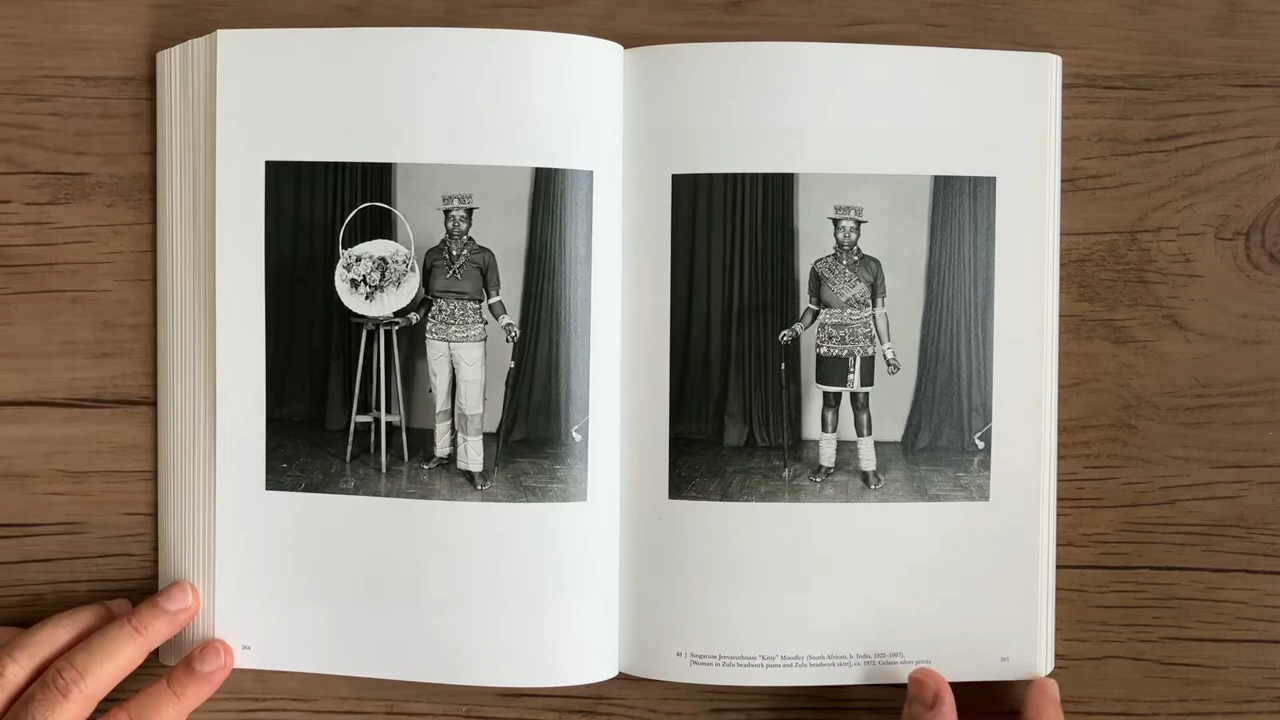 264
61 | Singarum Jeevaruthnam "Kitty" Moodley (South African, b. India, 1922–1987),
[Woman in Zulu beadwork pants and Zulu beadwork skirt], ca. 1972. Gelatin silver prints.
265